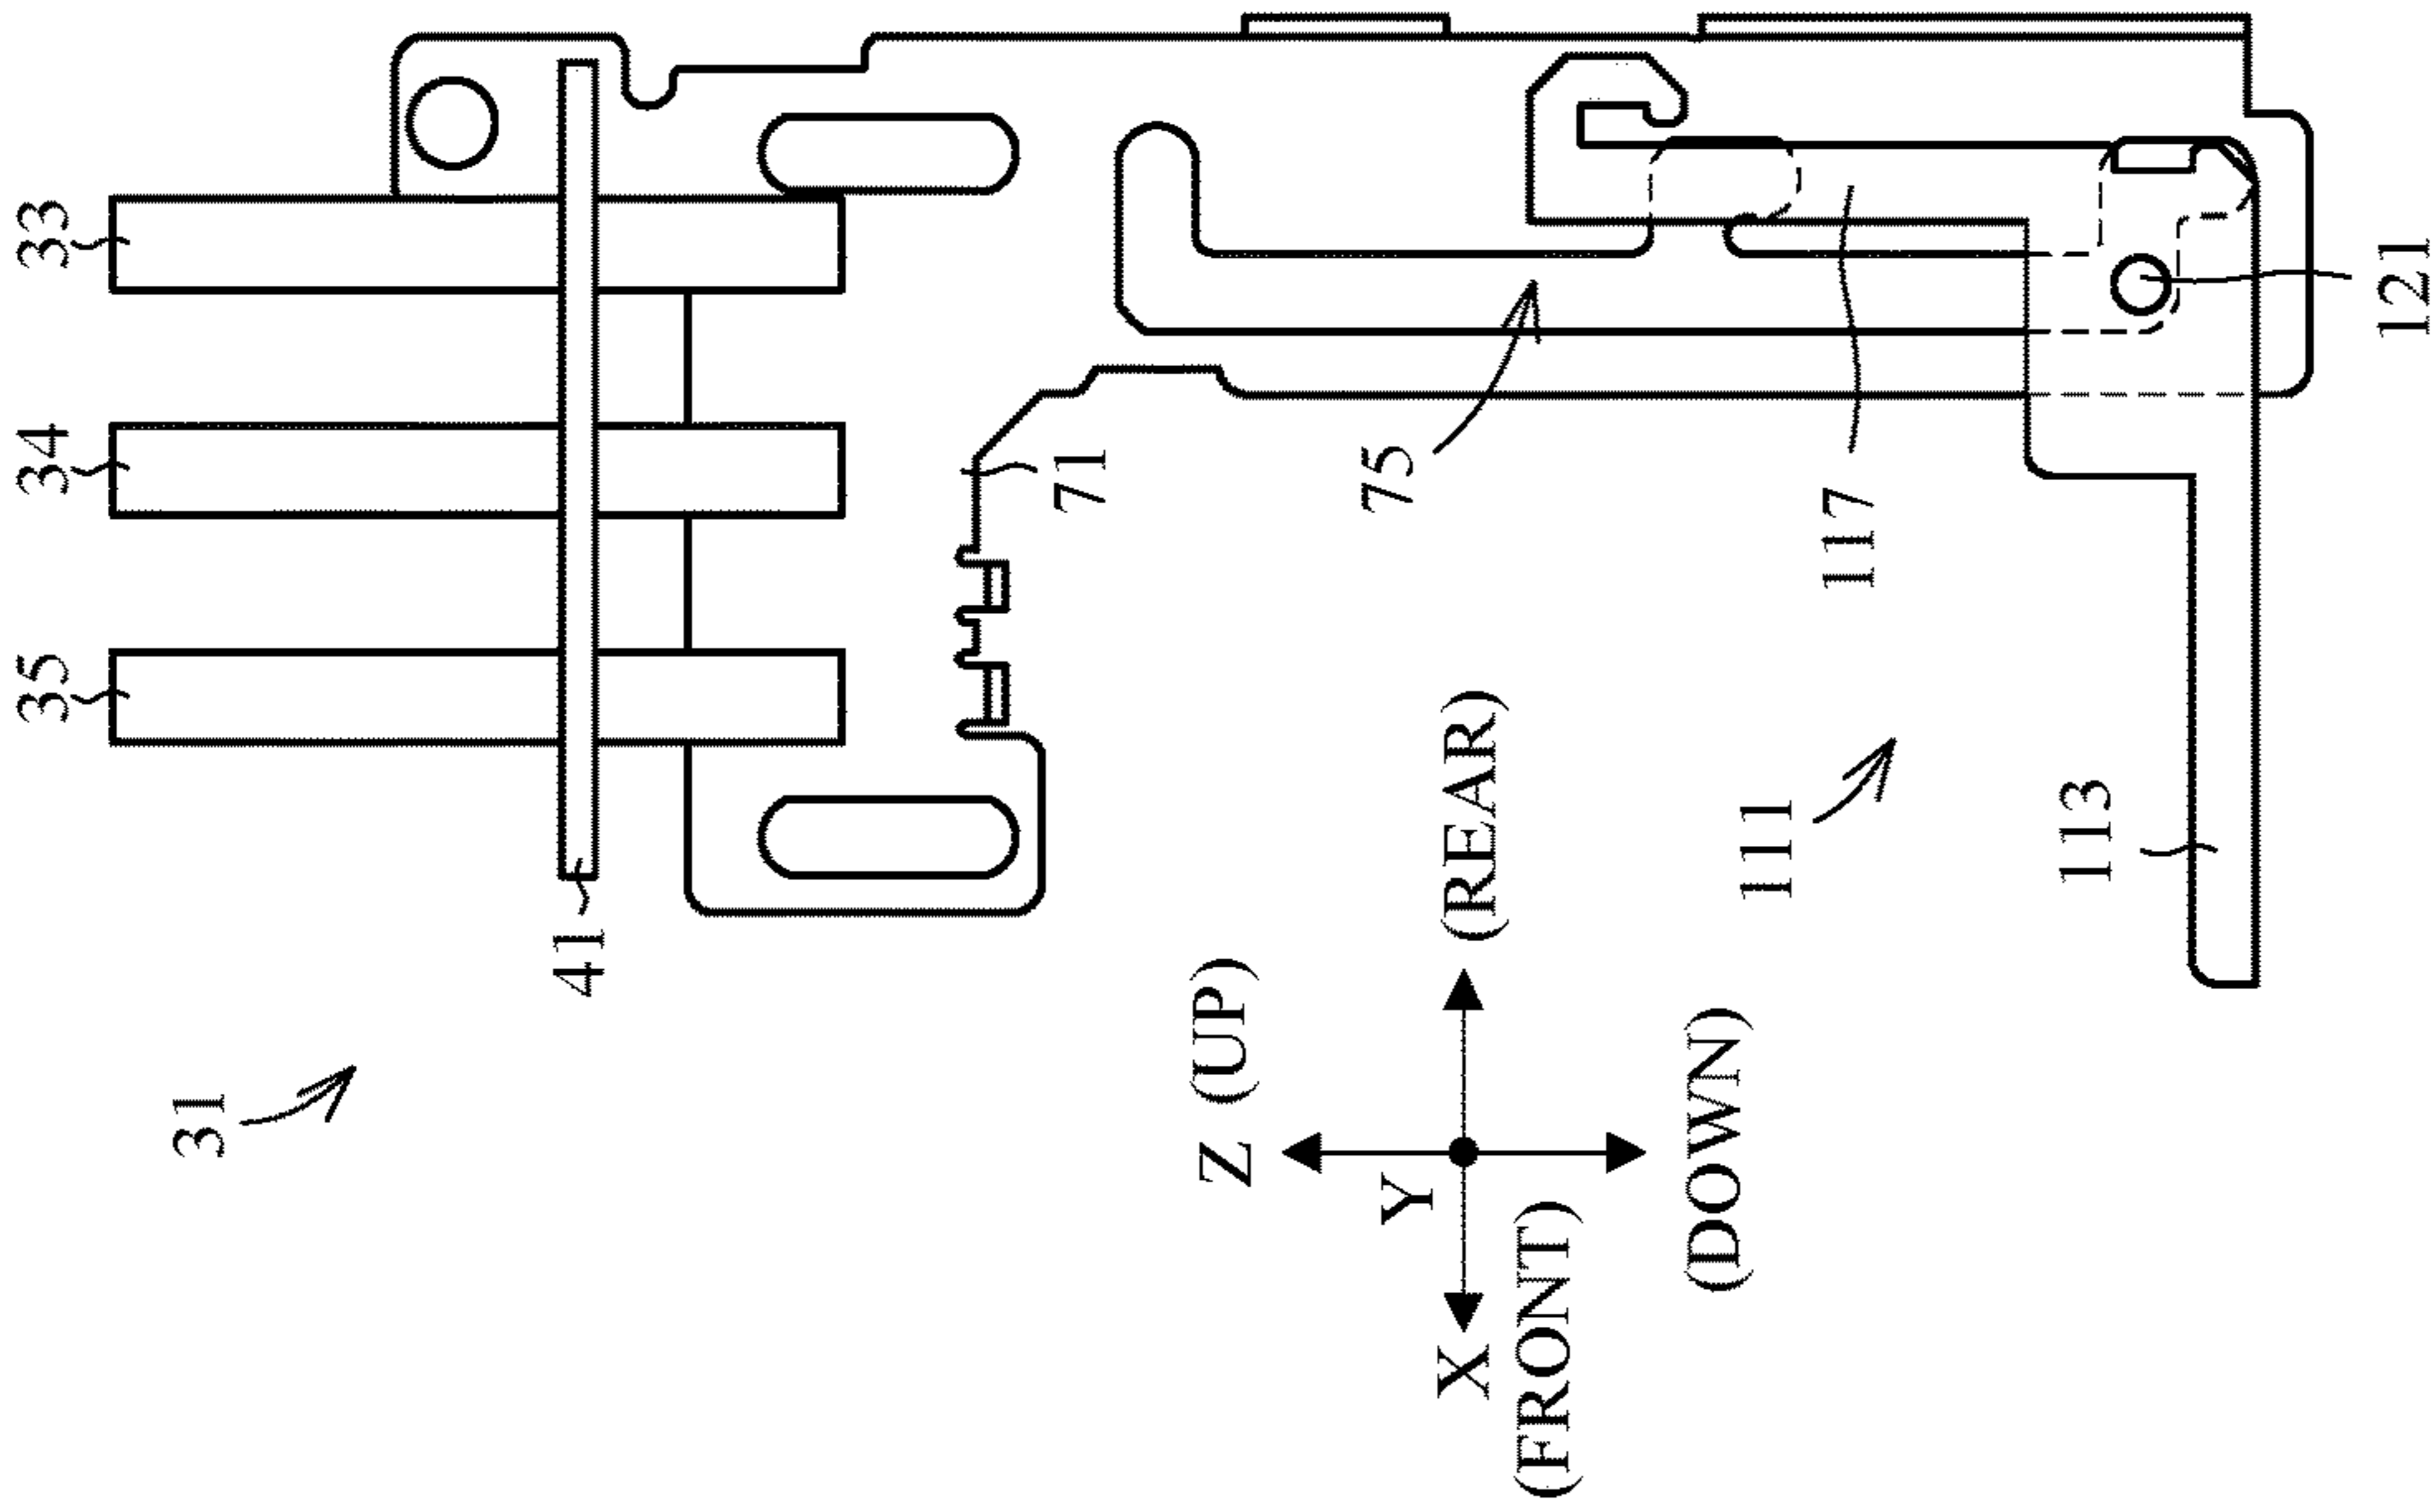 33
34
35
41
31
71
75
117
121
111
113
Z (UP)
Y
(REAR)
X
(FRONT)
(DOWN)